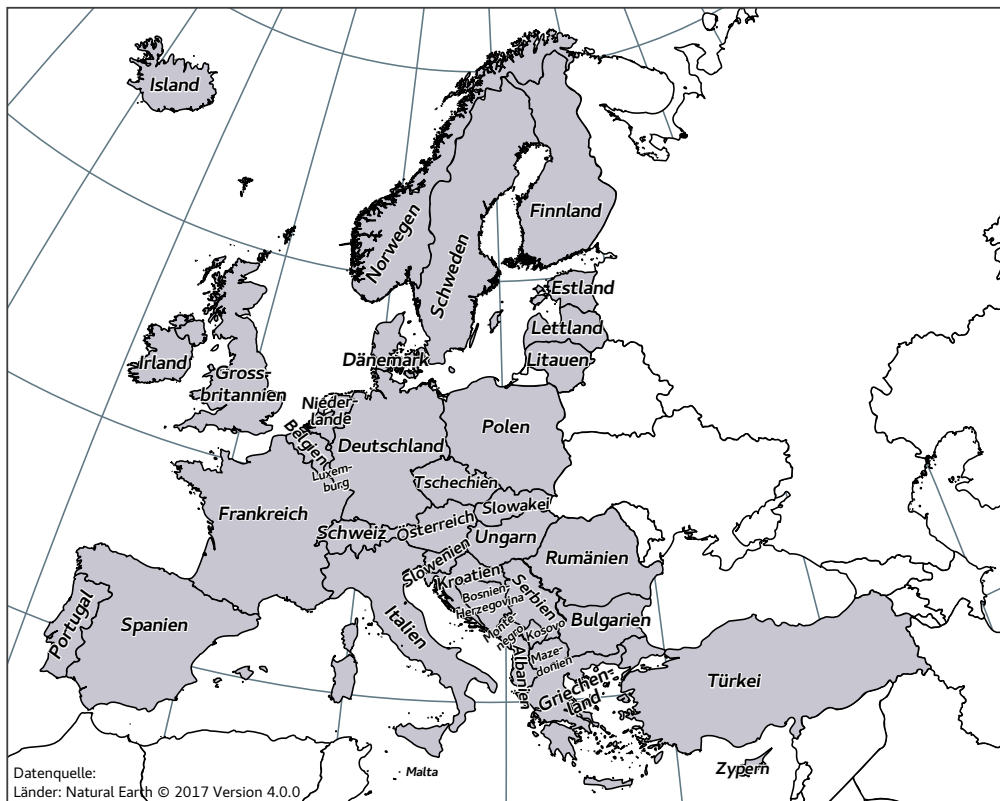 Island
Finnland
Norwegen
Schweden
Estland
Lettland
Litauen
Dänemark
Irland
Gross-
britannien
Nieder-
lande
Belgien
Luxem-
burg
Deutschland
Polen
Tschechien
Slowakei
Frankreich
Schweiz
Österreich
Ungarn
Slowenien
Kroatien
Rumänien
Bosnien-
Herzegovina
Serbien
Monte-
negro
Kosovo
Bulgarien
Portugal
Spanien
Italien
Albanien
Maze-
donien
Griechen-
land
Türkei
Zypern
Malta
Datenquelle:
Länder: Natural Earth © 2017 Version 4.0.0